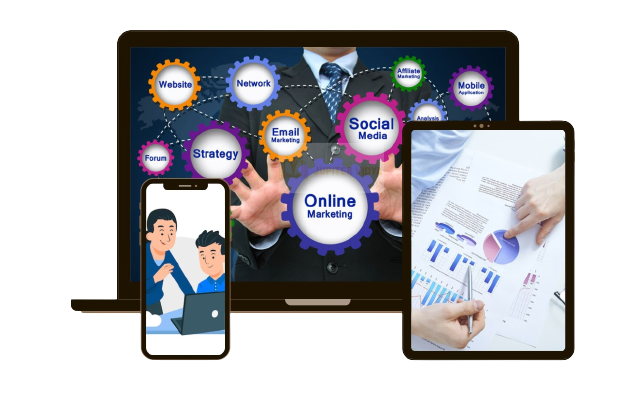 Website
Network
Affiliate
Marketing
Mobile
Application
Analysis
Email
Marketing
Social
Media
Forum
Strategy
Online
Marketing